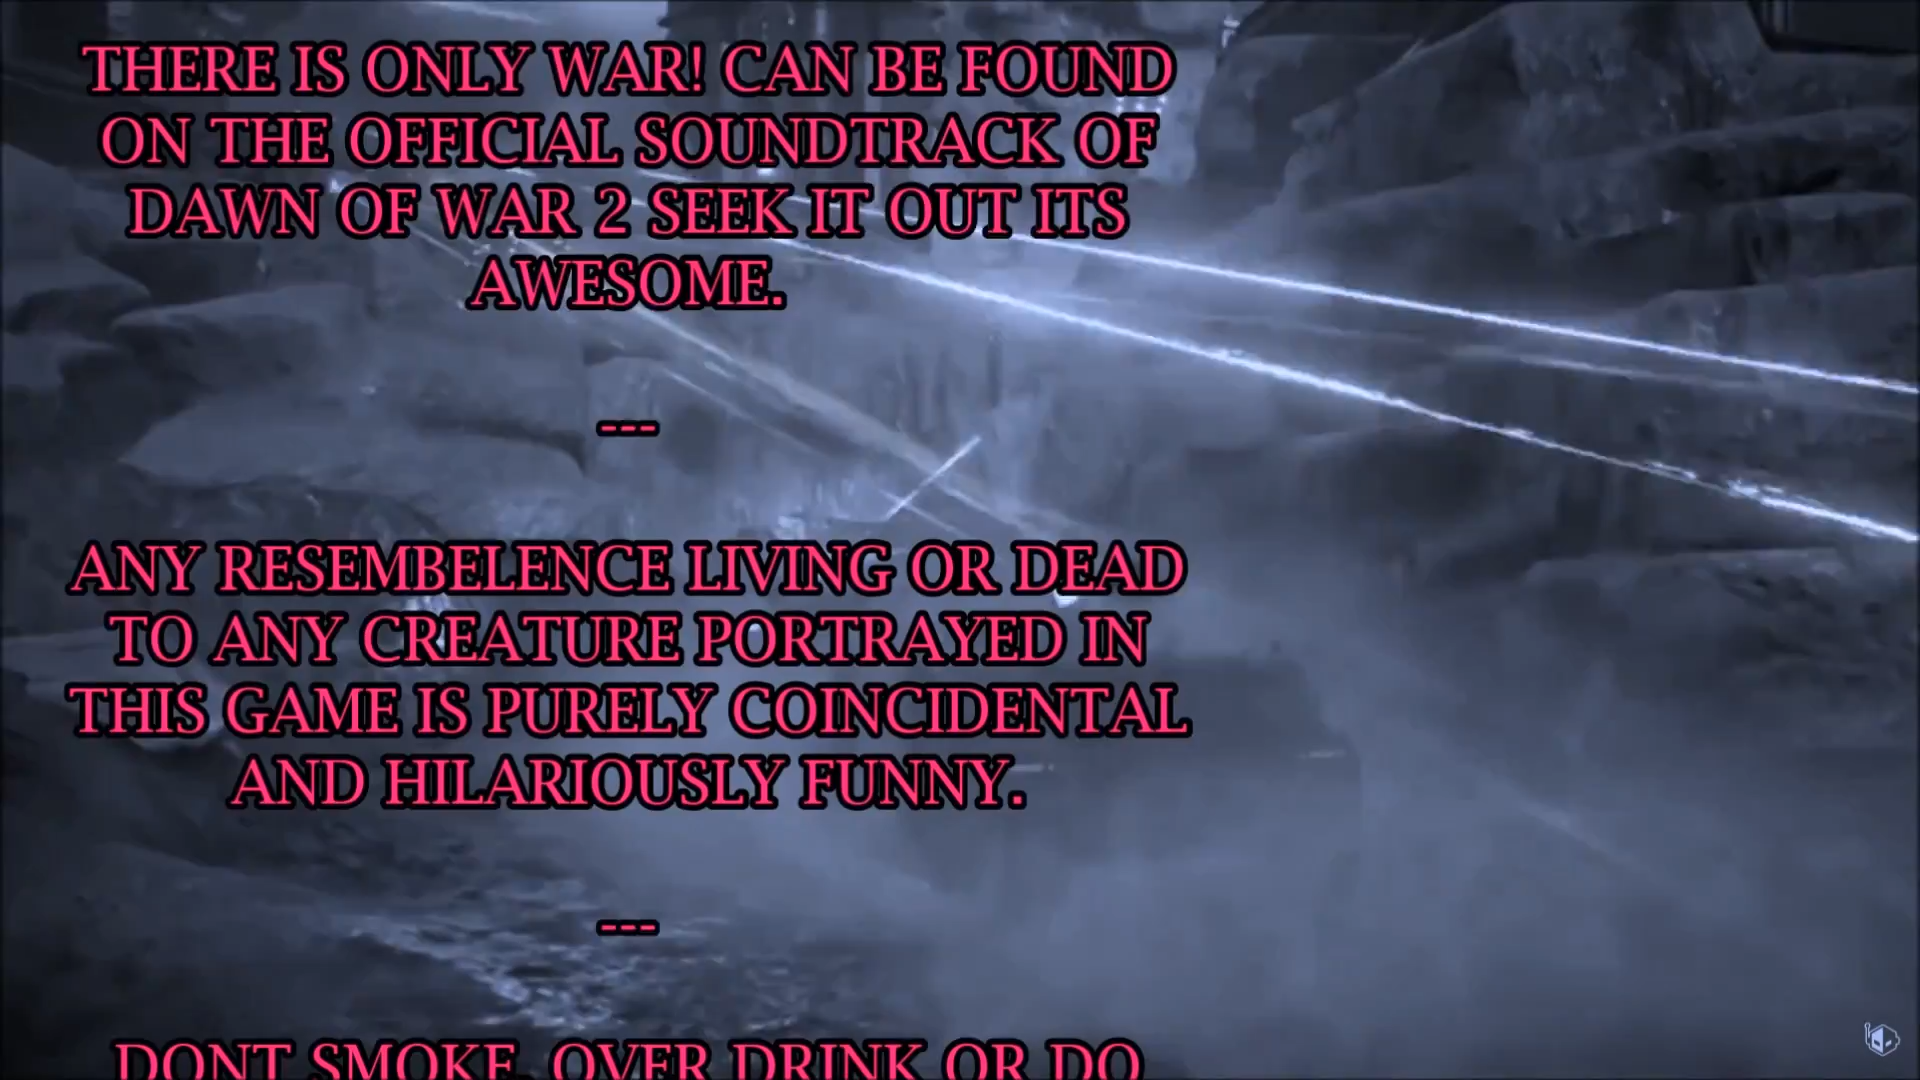 THERE IS ONLY WAR! CAN BE FOUND
ON THE OFFICIAL SOUNDTRACK OF
DAWN OF WAR 2 SEEK IT OUT ITS
AWESOME.
---
ANY RESEMBELENCE LIVING OR DEAD
TO ANY CREATURE PORTRAYED IN
THIS GAME IS PURELY COINCIDENTAL
AND HILARIOUSLY FUNNY.
---
DONT SMOKE, OVER DRINK OR DO